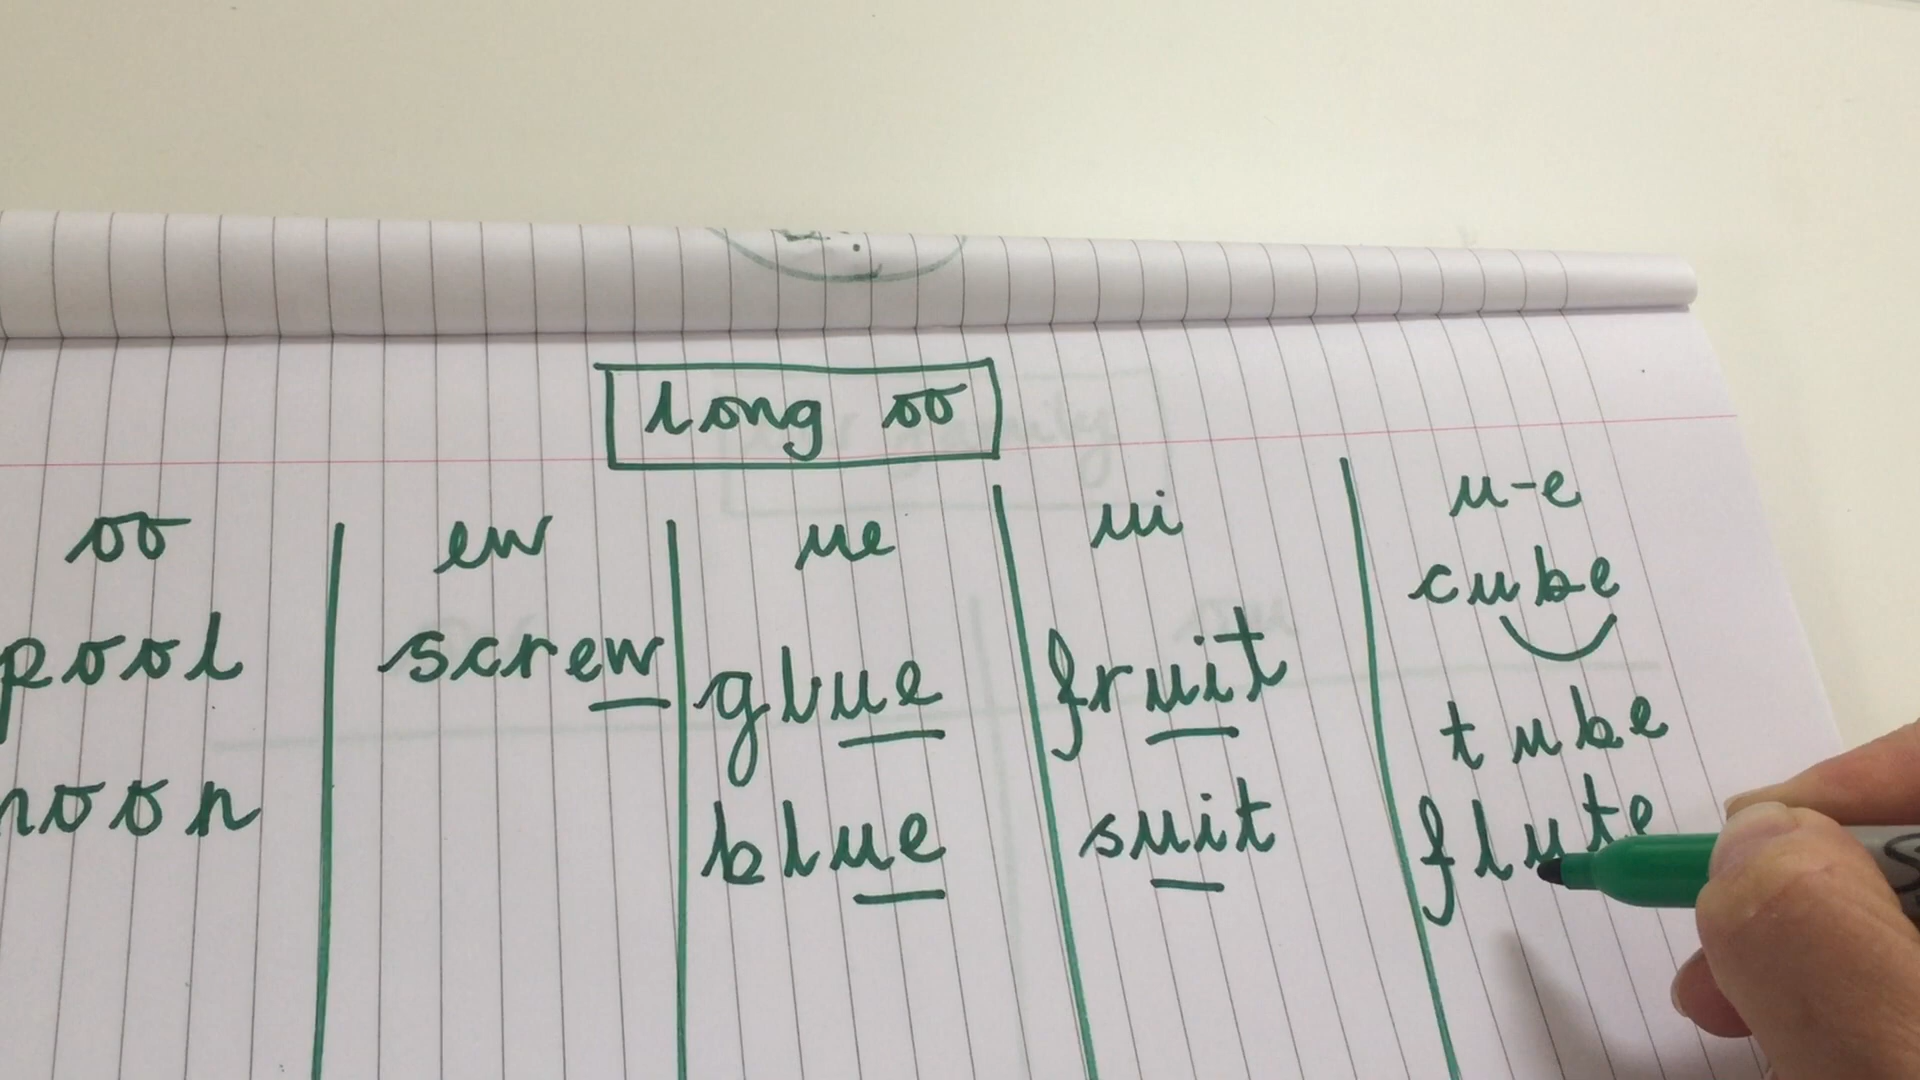 long oo
oo ew ue ui u-e
cube
pool screw glue fruit tube
noon blue suit flute